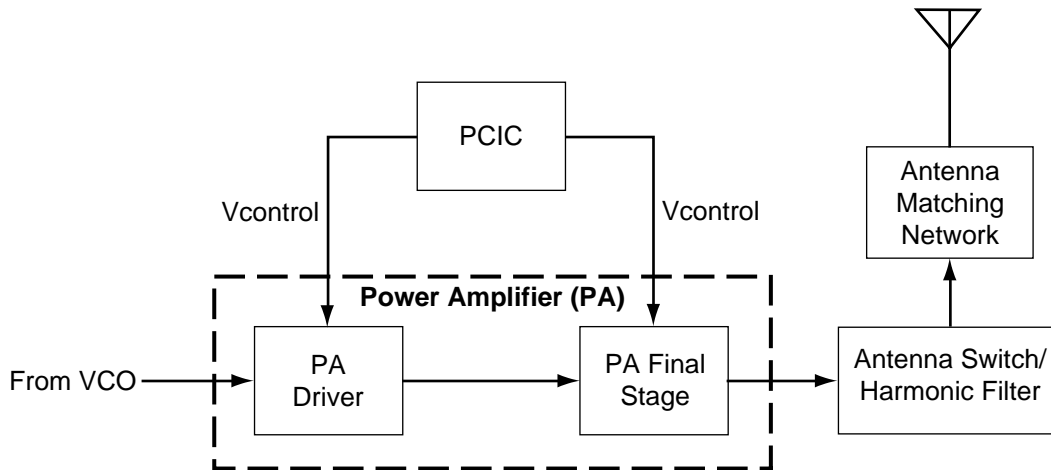 PCIC
Antenna
Matching
Network
Vcontrol
Vcontrol
Power Amplifier (PA)
From VCO
PA
Driver
PA Final
Stage
Antenna Switch/
Harmonic Filter